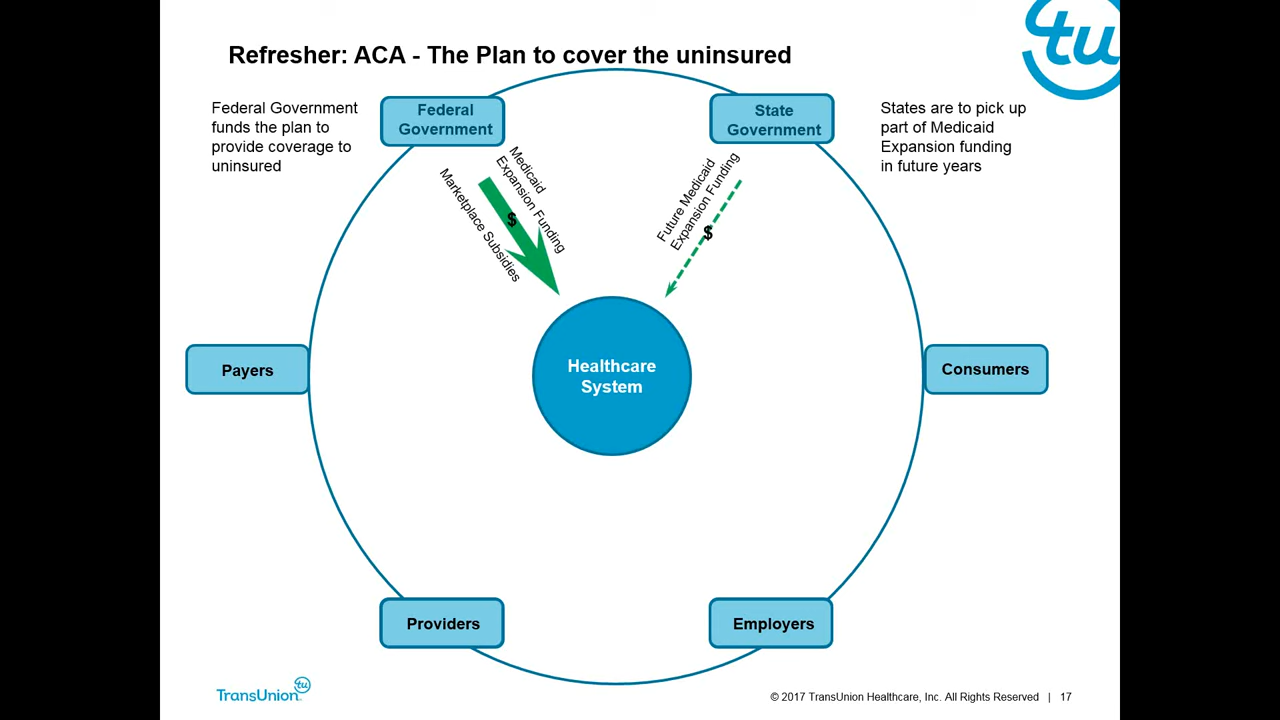 Refresher: ACA - The Plan to cover the uninsured
tu
Federal Government
funds the plan to
provide coverage to
uninsured
Federal
Government
State
Government
States are to pick up
part of Medicaid
Expansion funding
in future years
Medicaid
Expansion Funding
$
Marketplace Subsidies
Future Medicaid
Expansion Funding
$
Payers
Healthcare
System
Consumers
Providers
Employers
TransUnion tu
© 2017 TransUnion Healthcare, Inc. All Rights Reserved | 17